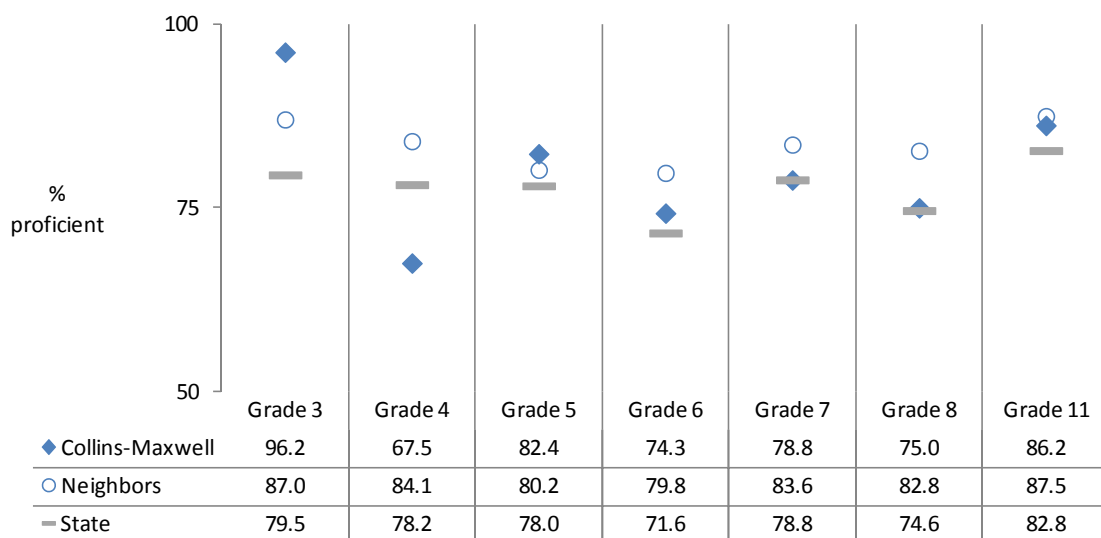 100
75
50
%
proficient
Grade 3 Grade 4 Grade 5 Grade 6 Grade 7 Grade 8 Grade 11
Collins-Maxwell 96.2 67.5 82.4 74.3 78.8 75.0 86.2
Neighbors 87.0 84.1 80.2 79.8 83.6 82.8 87.5
State 79.5 78.2 78.0 71.6 78.8 74.6 82.8